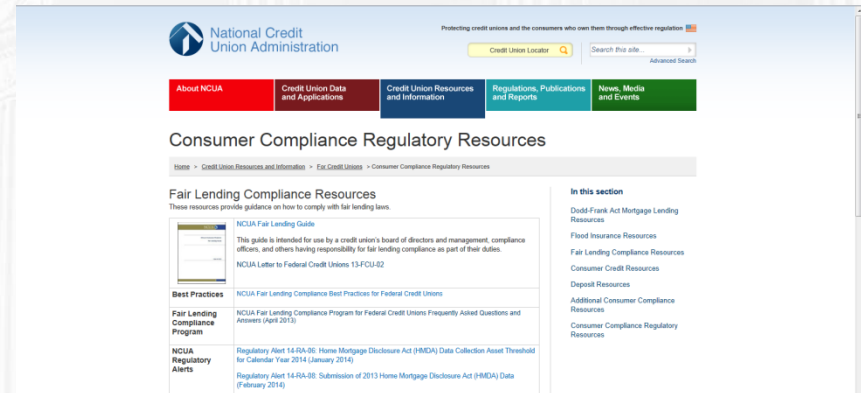 National Credit
Union Administration
Protecting credit unions and the consumers who own them through effective regulation
Credit Union Locator
Search this site...
Advanced Search
About NCUA
Credit Union Data
and Applications
Credit Union Resources
and Information
Regulations, Publications
and Reports
News, Media
and Events
Consumer Compliance Regulatory Resources
Home > Credit Union Resources and Information > For Credit Unions > Consumer Compliance Regulatory Resources
Fair Lending Compliance Resources
These resources provide guidance on how to comply with fair lending laws.
NCUA Fair Lending Guide
This guide is intended for use by a credit union's board of directors and management, compliance
officers, and others having responsibility for fair lending compliance as part of their duties.
NCUA Letter to Federal Credit Unions 13-FCU-02
Best Practices
NCUA Fair Lending Compliance Best Practices for Federal Credit Unions
Fair Lending
Compliance
Program
NCUA Fair Lending Compliance Program for Federal Credit Unions Frequently Asked Questions and
Answers (April 2013)
NCUA
Regulatory
Alerts
Regulatory Alert 14-RA-06: Home Mortgage Disclosure Act (HMDA) Data Collection Asset Threshold
for Calendar Year 2014 (January 2014)
Regulatory Alert 14-RA-08: Submission of 2013 Home Mortgage Disclosure Act (HMDA) Data
(February 2014)
In this section
Dodd-Frank Act Mortgage Lending
Resources
Flood Insurance Resources
Fair Lending Compliance Resources
Consumer Credit Resources
Deposit Resources
Additional Consumer Compliance
Resources
Consumer Compliance Regulatory
Resources